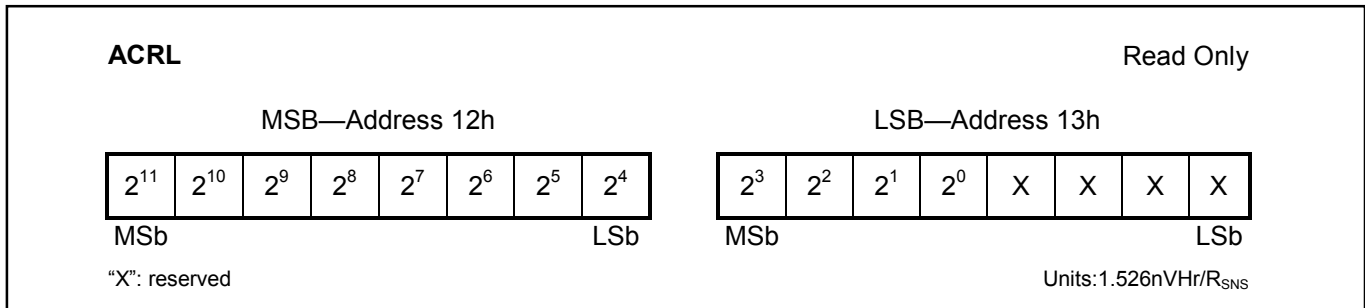 ACRL Read Only
MSB—Address 12h LSB—Address 13h
2¹¹ 2¹⁰ 2⁹ 2⁸ 2⁷ 2⁶ 2⁵ 2⁴ 2³ 2² 2¹ 2⁰ X X X X
MSb LSb MSb LSb
“X”: reserved Units:1.526nVHr/R_SNS